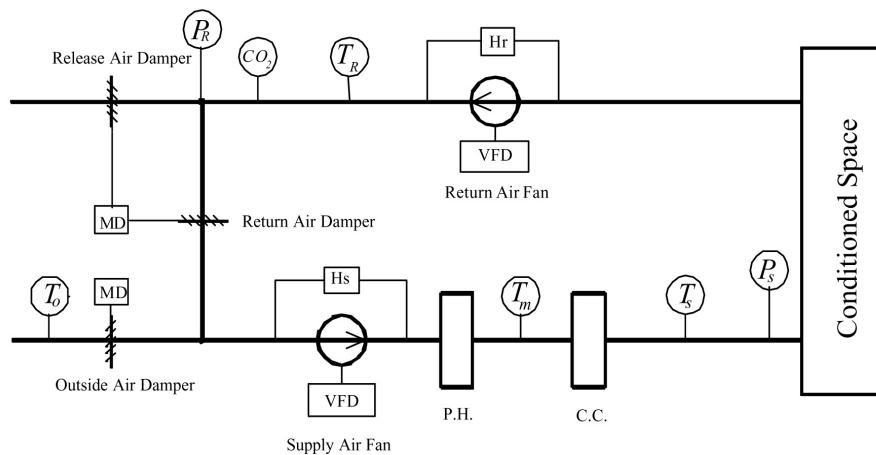 P_R
Release Air Damper
CO_2
T_R
Hr
VFD
Return Air Fan
MD
Return Air Damper
Conditioned Space
T_o
MD
Hs
T_m
T_s
P_s
Outside Air Damper
VFD
Supply Air Fan
P.H.
C.C.